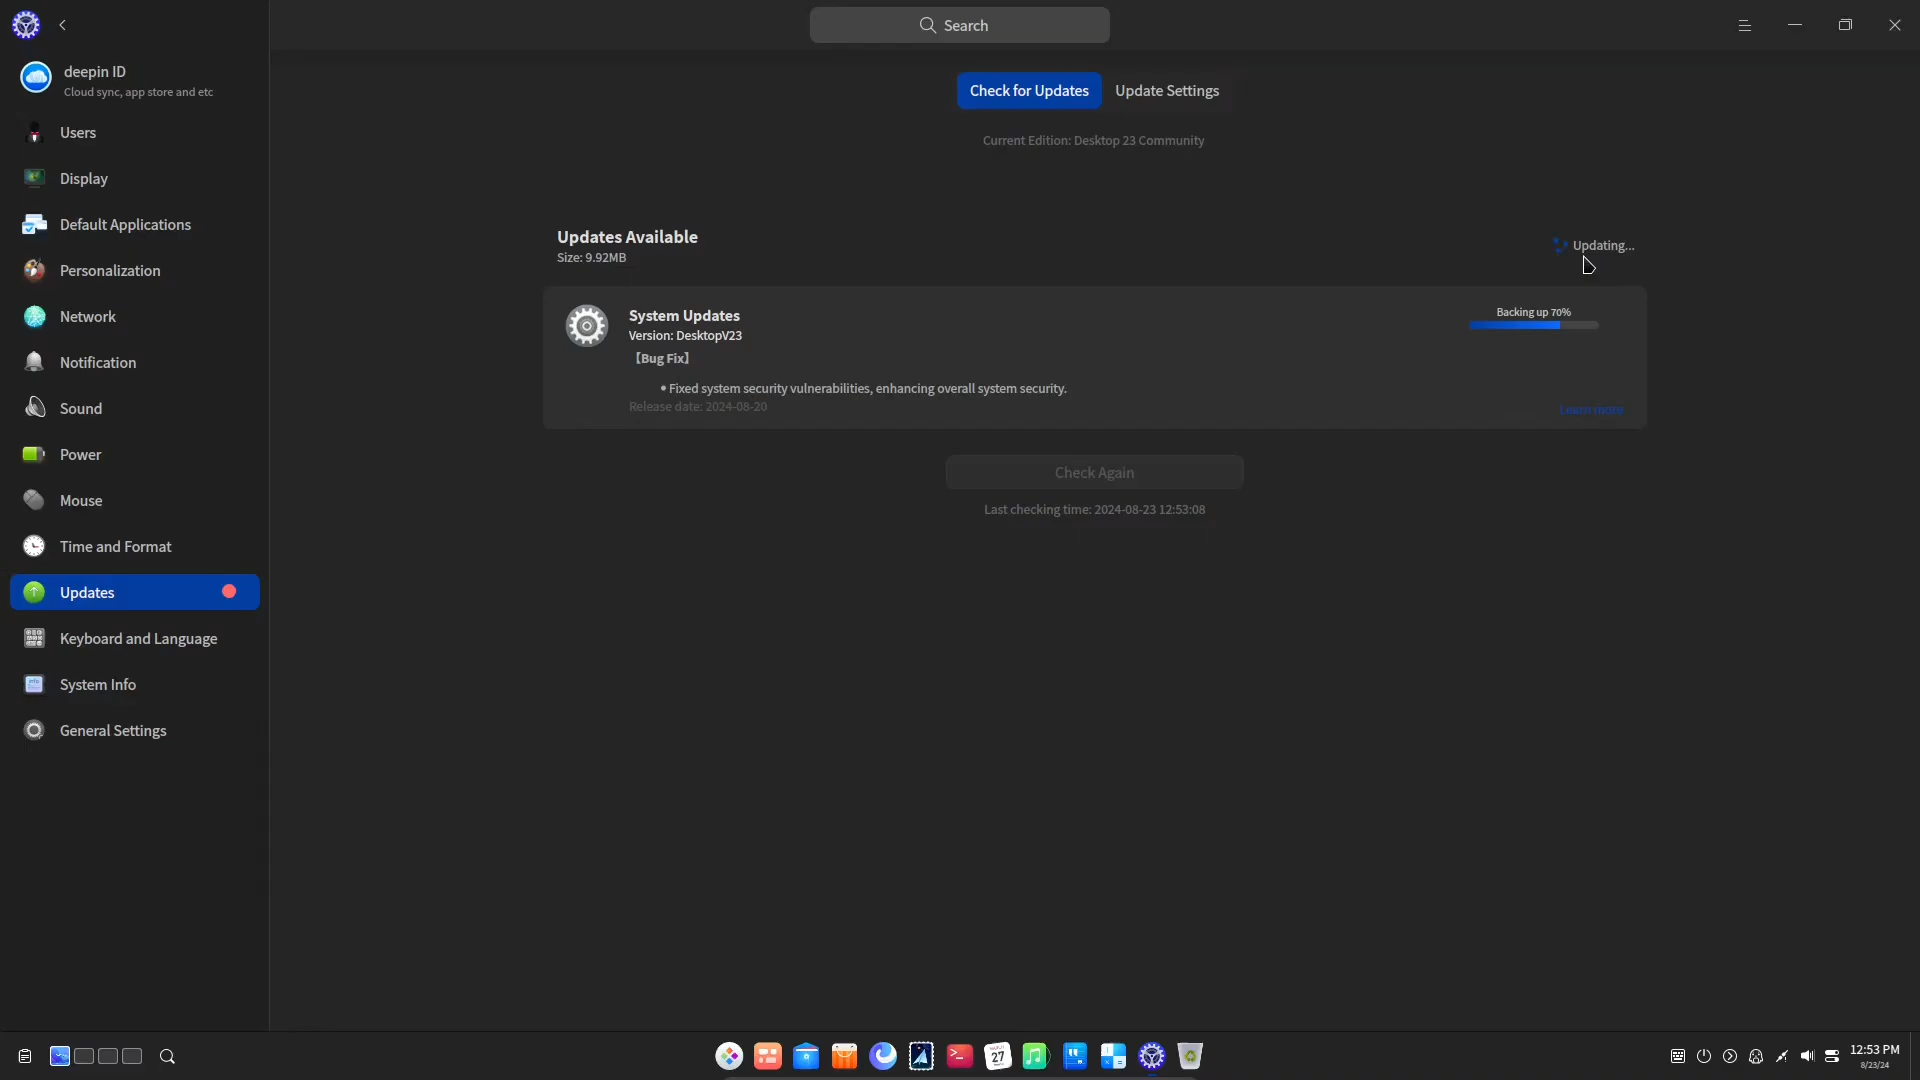 Search
deepin ID
Cloud sync, app store and etc
Users
Display
Default Applications
Personalization
Network
Notification
Sound
Power
Mouse
Time and Format
Updates
Keyboard and Language
System Info
General Settings
Check for Updates
Update Settings
Current Edition: Desktop 23 Community
Updates Available
Size: 9.92MB
Updating...
System Updates
Version: DesktopV23
【Bug Fix】
• Fixed system security vulnerabilities, enhancing overall system security.
Release date: 2024-08-20
Backing up 70%
Learn more
Check Again
Last checking time: 2024-08-23 12:53:08
27
12:53 PM
8/23/24